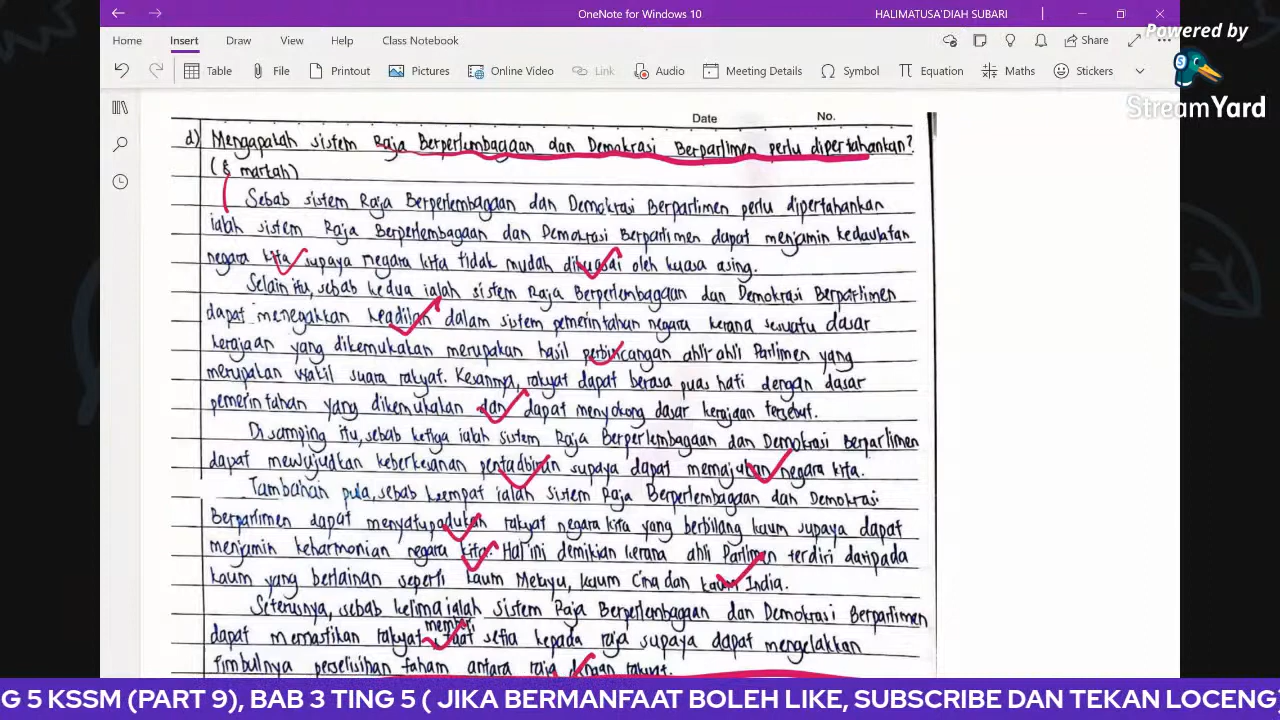 OneNote for Windows 10
HALIMATUSA'DIAH SUBARI
Powered by
StreamYard
Home Insert Draw View Help Class Notebook Share
Table File Printout Pictures Online Video Link Audio Meeting Details Symbol Equation Maths Stickers
Date No.
d) Mengapakah sistem Raja Berperlembagaan dan Demokrasi Berparlimen perlu dipertahankan?
(8 markah)
Sebab sistem Raja Berperlembagaan dan Demokrasi Berparlimen perlu dipertahankan
ialah sistem Raja Berperlembagaan dan Demokrasi Berparlimen dapat menjamin kedaulatan
negara kita supaya negara kita tidak mudah dikuasai oleh kuasa asing.
Selain itu, sebab kedua ialah sistem Raja Berperlembagaan dan Demokrasi Berparlimen
dapat menegakkan keadilan dalam sistem pemerintahan negara kerana sesuatu dasar
kerajaan yang dikemukakan merupakan hasil perbincangan ahli-ahli Parlimen yang
merupakan wakil suara rakyat. Kesannya, rakyat dapat berasa puas hati dengan dasar
pemerintahan yang dikemukakan dan dapat menyokong dasar kerajaan tersebut.
Di samping itu, sebab ketiga ialah sistem Raja Berperlembagaan dan Demokrasi Berparlimen
dapat mewujudkan keberkesanan pentadbiran supaya dapat memajukan negara kita.
Tambahan pula, sebab keempat ialah sistem Raja Berperlembagaan dan Demokrasi
Berparlimen dapat menyatupadukan rakyat negara kita yang berbilang kaum supaya dapat
menjamin keharmonian negara kita. Hal ini demikian kerana ahli Parlimen terdiri daripada
kaum yang berlainan seperti kaum Melayu, kaum Cina dan kaum India.
Seterusnya, sebab kelima ialah sistem Raja Berperlembagaan dan Demokrasi Berparlimen
dapat memastikan rakyat taat setia kepada raja supaya dapat mengelakkan
timbulnya perselisihan faham antara raja dengan rakyat.
G 5 KSSM (PART 9), BAB 3 TING 5 ( JIKA BERMANFAAT BOLEH LIKE, SUBSCRIBE DAN TEKAN LOCENG)